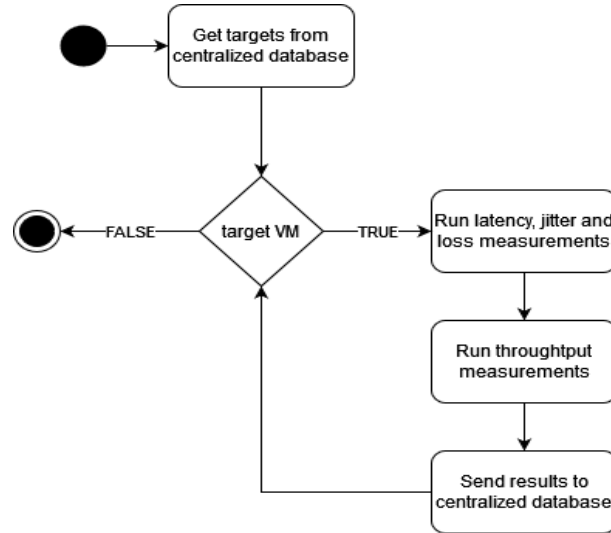 Get targets from
centralized database
FALSE
target VM
TRUE
Run latency, jitter and
loss measurements
Run throughtput
measurements
Send results to
centralized database